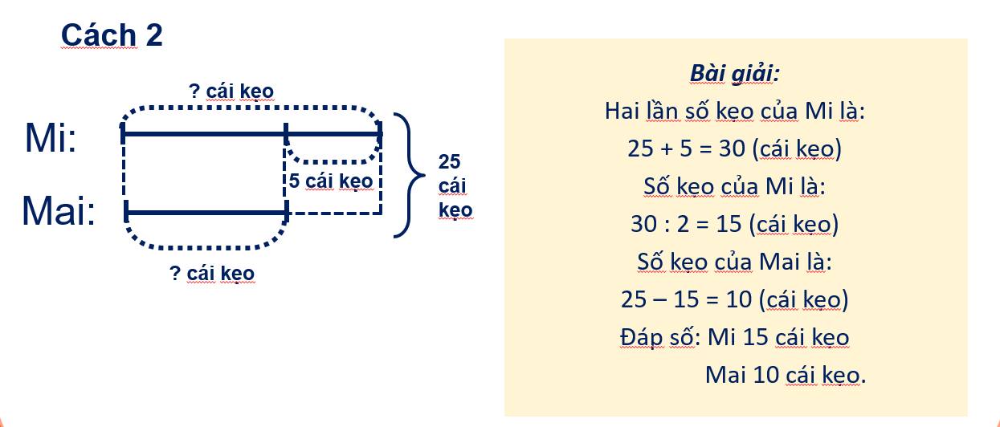 Cách 2
? cái kẹo
Mi:
5 cái kẹo
25
cái
kẹo
Mai:
? cái kẹo
Bài giải:
Hai lần số kẹo của Mi là:
25 + 5 = 30 (cái kẹo)
Số kẹo của Mi là:
30 : 2 = 15 (cái kẹo)
Số kẹo của Mai là:
25 – 15 = 10 (cái kẹo)
Đáp số: Mi 15 cái kẹo
Mai 10 cái kẹo.